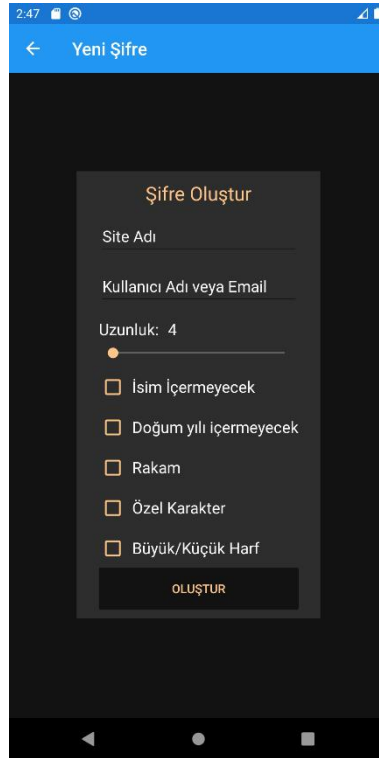 2:47
Yeni Şifre
Şifre Oluştur
Site Adı
Kullanıcı Adı veya Email
Uzunluk: 4
İsim İçermeyecek
Doğum yılı içermeyecek
Rakam
Özel Karakter
Büyük/Küçük Harf
OLUŞTUR